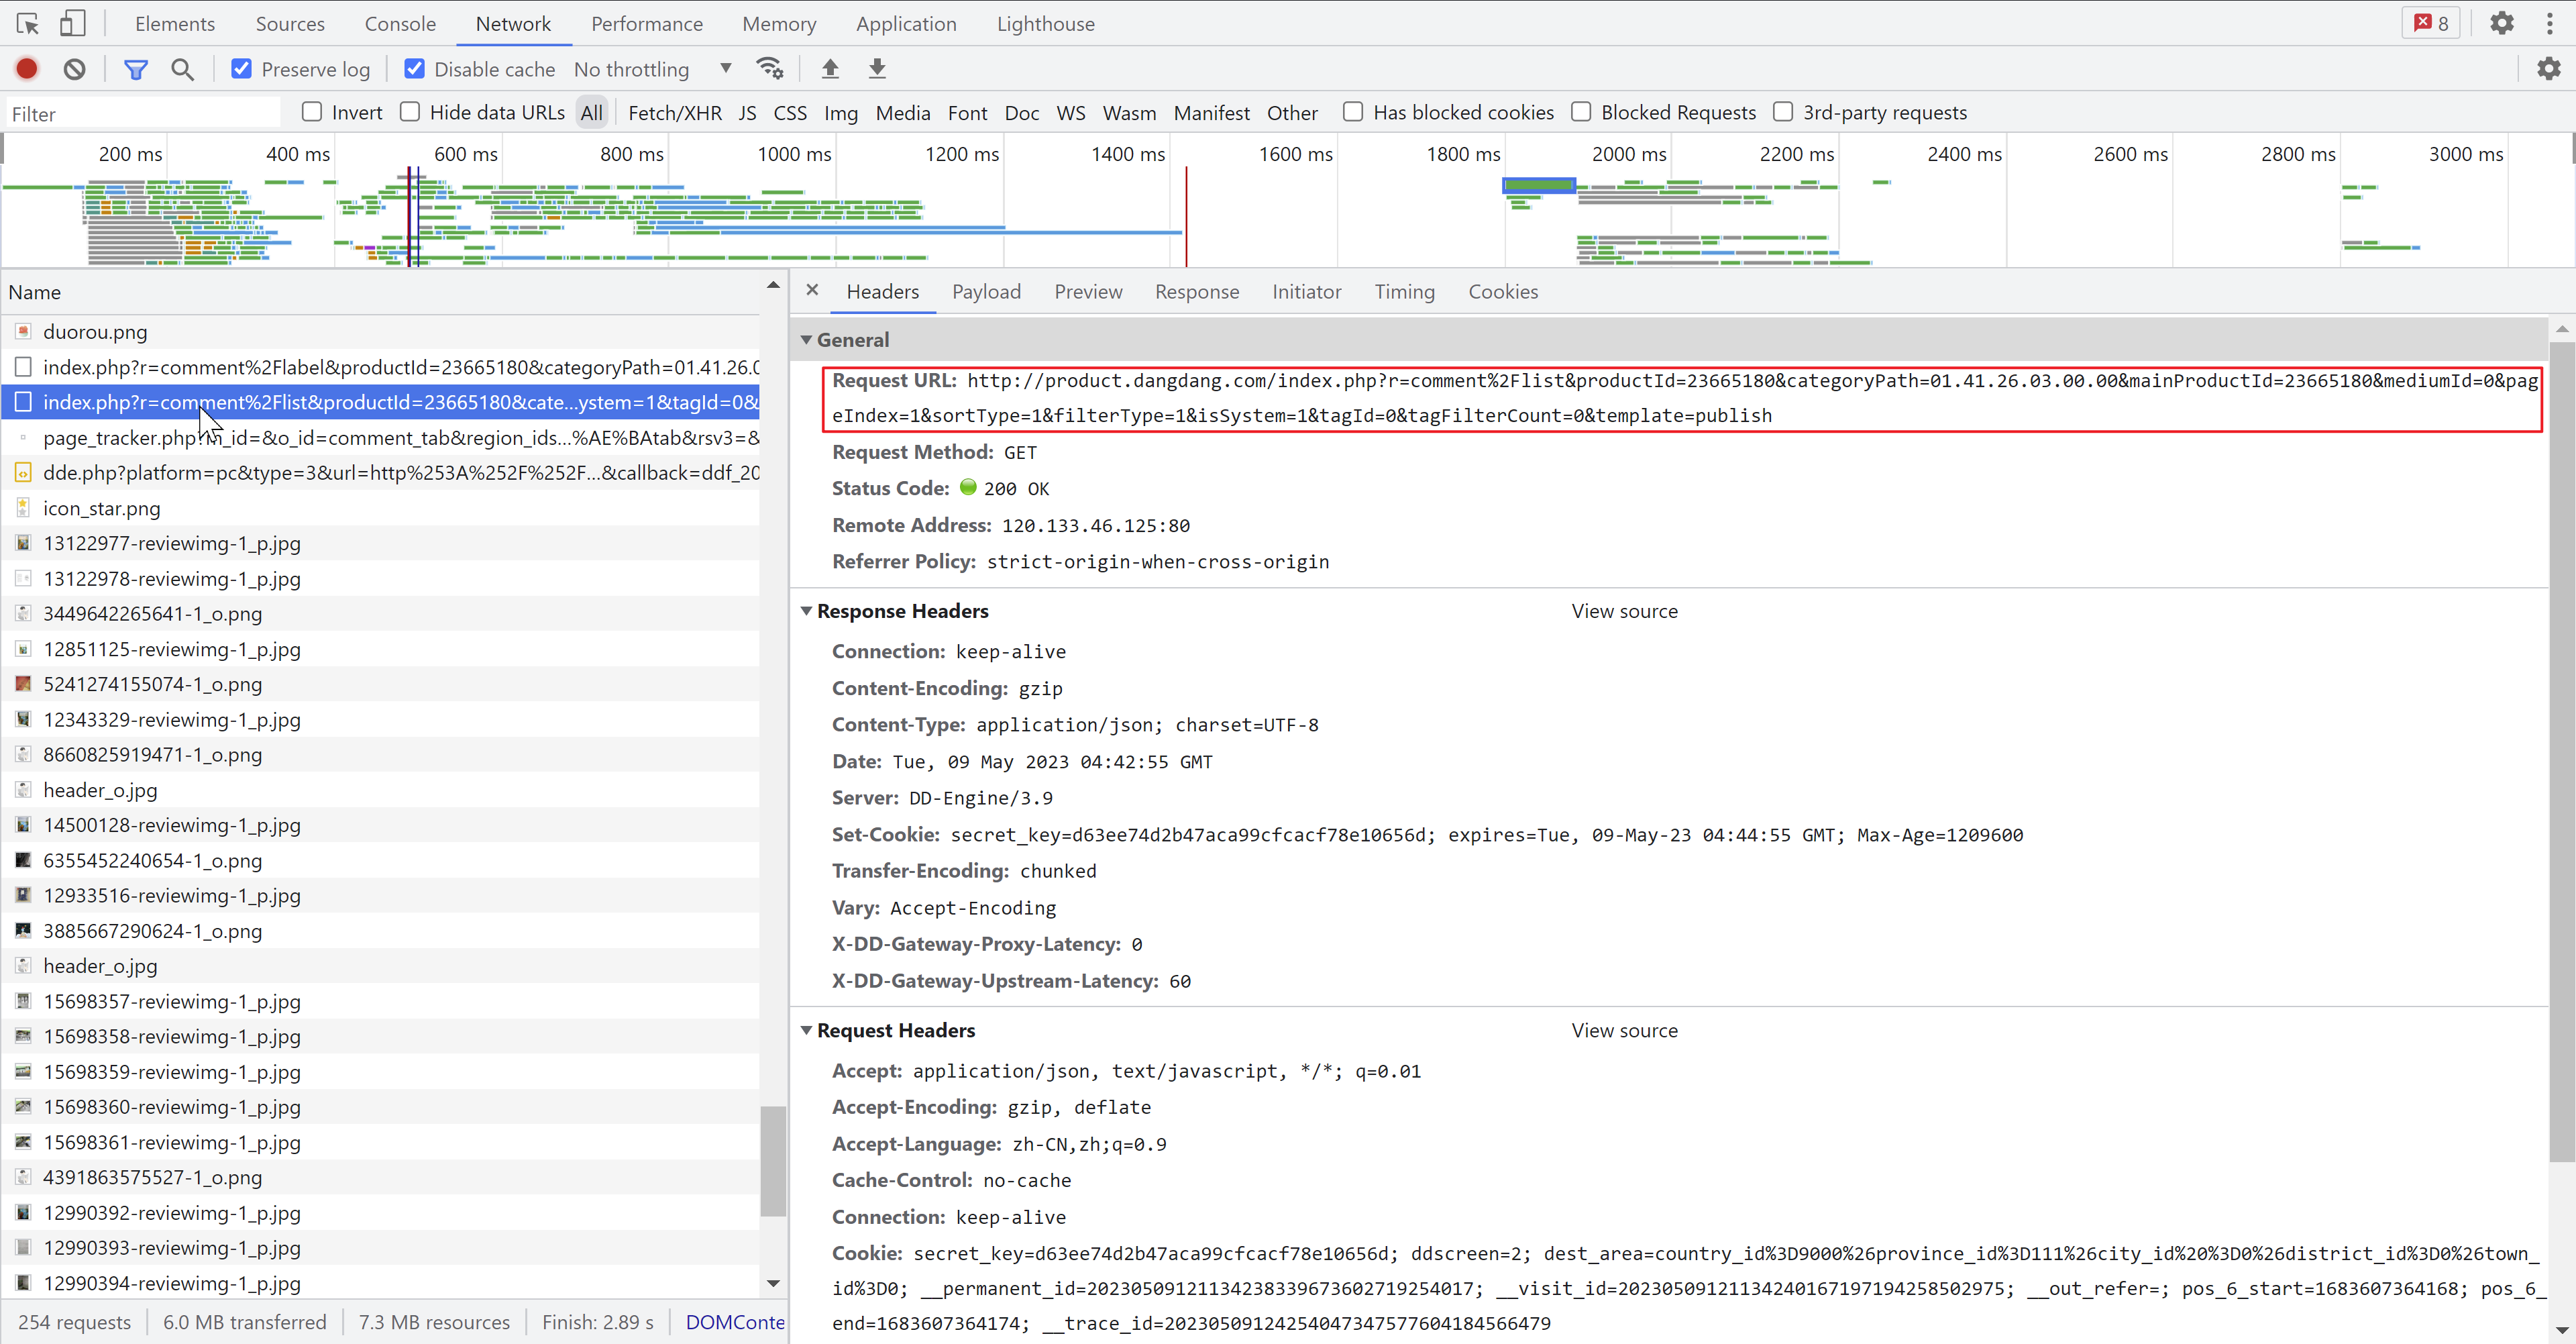 Elements Sources Console Network Performance Memory Application Lighthouse 8
Preserve log Disable cache No throttling
Filter Invert Hide data URLs All Fetch/XHR JS CSS Img Media Font Doc WS Wasm Manifest Other Has blocked cookies Blocked Requests 3rd-party requests
200 ms 400 ms 600 ms 800 ms 1000 ms 1200 ms 1400 ms 1600 ms 1800 ms 2000 ms 2200 ms 2400 ms 2600 ms 2800 ms 3000 ms
Name
duorou.png
index.php?r=comment%2Flabel&productId=23665180&categoryPath=01.41.26.0
index.php?r=comment%2Flist&productId=23665180&cate...ystem=1&tagId=0&
page_tracker.php?m_id=&o_id=comment_tab&region_ids...%AE%BAtab&rsv3=&
dde.php?platform=pc&type=3&url=http%253A%252F%252F...&callback=ddf_20
icon_star.png
13122977-reviewimg-1_p.jpg
13122978-reviewimg-1_p.jpg
3449642265641-1_o.png
12851125-reviewimg-1_p.jpg
5241274155074-1_o.png
12343329-reviewimg-1_p.jpg
8660825919471-1_o.png
header_o.jpg
14500128-reviewimg-1_p.jpg
6355452240654-1_o.png
12933516-reviewimg-1_p.jpg
3885667290624-1_o.png
header_o.jpg
15698357-reviewimg-1_p.jpg
15698358-reviewimg-1_p.jpg
15698359-reviewimg-1_p.jpg
15698360-reviewimg-1_p.jpg
15698361-reviewimg-1_p.jpg
4391863575527-1_o.png
12990392-reviewimg-1_p.jpg
12990393-reviewimg-1_p.jpg
12990394-reviewimg-1_p.jpg
254 requests 6.0 MB transferred 7.3 MB resources Finish: 2.89 s DOMConte
Headers Payload Preview Response Initiator Timing Cookies
General
Request URL: http://product.dangdang.com/index.php?r=comment%2Flist&productId=23665180&categoryPath=01.41.26.03.00.00&mainProductId=23665180&mediumId=0&pag
eIndex=1&sortType=1&filterType=1&isSystem=1&tagId=0&tagFilterCount=0&template=publish
Request Method: GET
Status Code: 200 OK
Remote Address: 120.133.46.125:80
Referrer Policy: strict-origin-when-cross-origin
Response Headers View source
Connection: keep-alive
Content-Encoding: gzip
Content-Type: application/json; charset=UTF-8
Date: Tue, 09 May 2023 04:42:55 GMT
Server: DD-Engine/3.9
Set-Cookie: secret_key=d63ee74d2b47aca99cfcacf78e10656d; expires=Tue, 09-May-23 04:44:55 GMT; Max-Age=1209600
Transfer-Encoding: chunked
Vary: Accept-Encoding
X-DD-Gateway-Proxy-Latency: 0
X-DD-Gateway-Upstream-Latency: 60
Request Headers View source
Accept: application/json, text/javascript, */*; q=0.01
Accept-Encoding: gzip, deflate
Accept-Language: zh-CN,zh;q=0.9
Cache-Control: no-cache
Connection: keep-alive
Cookie: secret_key=d63ee74d2b47aca99cfcacf78e10656d; ddscreen=2; dest_area=country_id%3D9000%26province_id%3D111%26city_id%20%3D0%26district_id%3D0%26town_
id%3D0; __permanent_id=20230509121134238339673602719254017; __visit_id=20230509121134240167197194258502975; __out_refer=; pos_6_start=1683607364168; pos_6_
end=1683607364174; __trace_id=20230509124254047347577604184566479